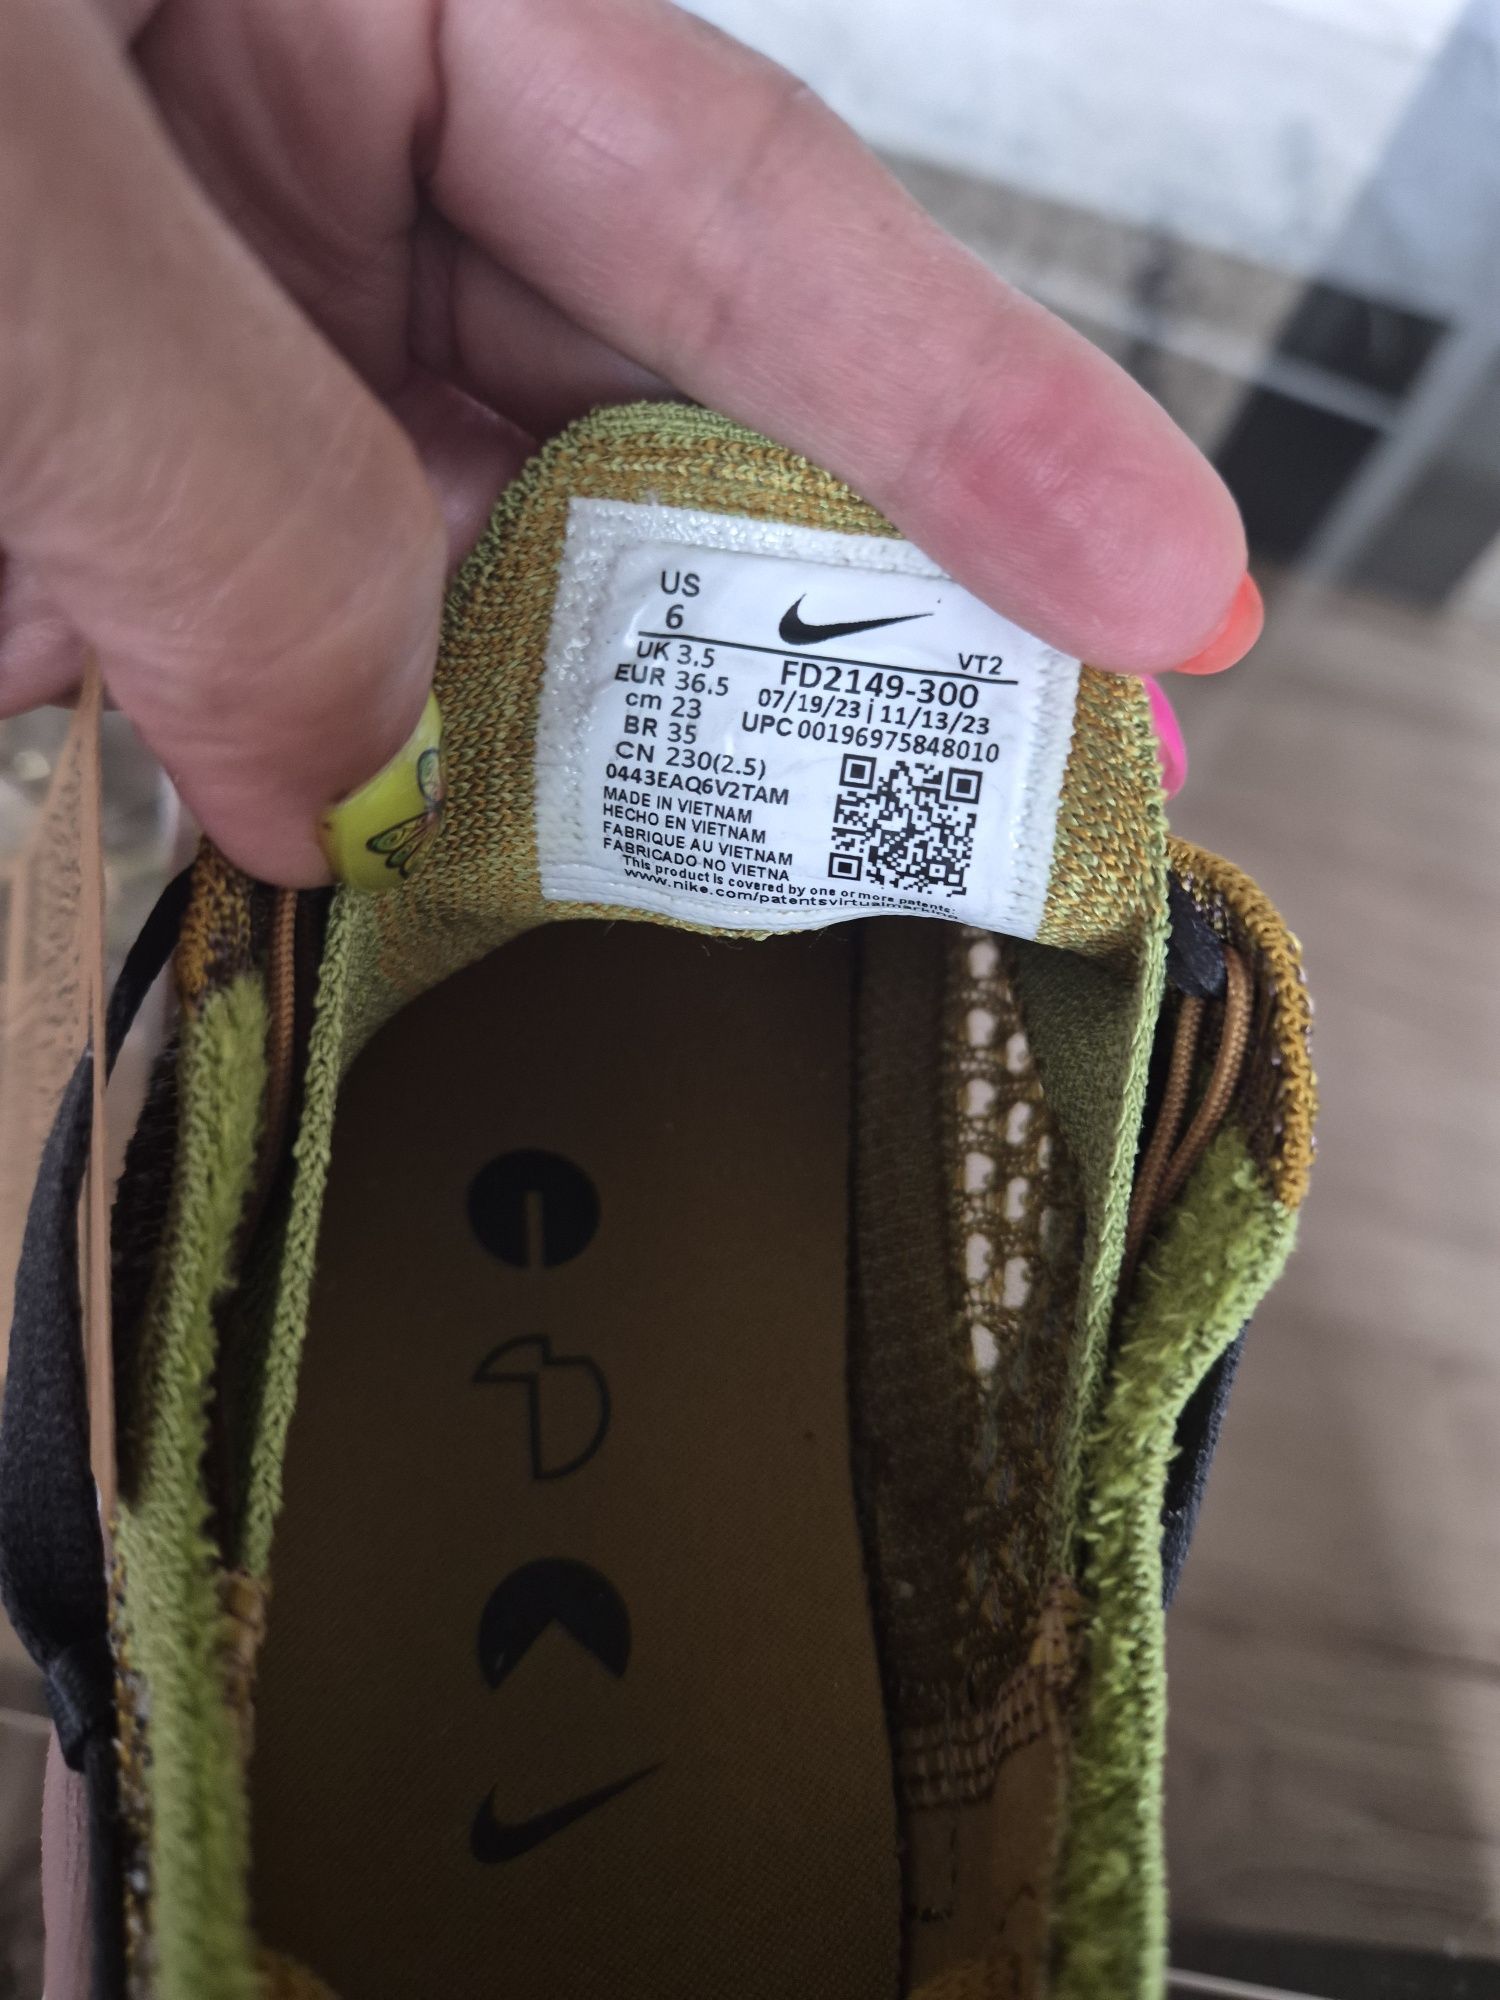 US
6
VT2
UK 3.5
FD2149-300
EUR 36.5
07/19/23 | 11/13/23
cm 23
UPC 00196975848010
BR 35
CN 230(2.5)
0443EAQ6V2TAM
MADE IN VIETNAM
HECHO EN VIETNAM
FABRIQUE AU VIETNAM
FABRICADO NO VIETNA
This product is covered by one or more patents:
www.nike.com/patentsvirtualmarking